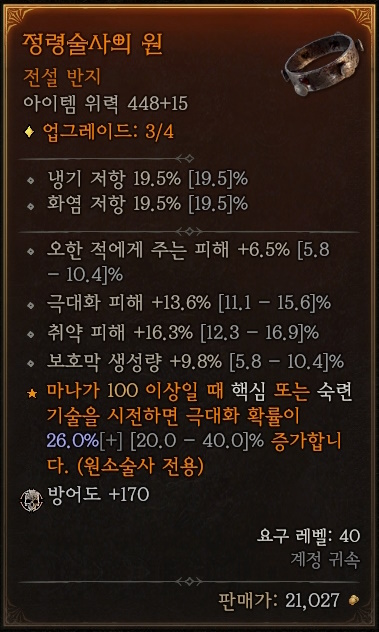 정령술사의 원
전설 반지
아이템 위력 448+15
업그레이드: 3/4
냉기 저항 19.5% [19.5]%
화염 저항 19.5% [19.5]%
오한 적에게 주는 피해 +6.5% [5.8
– 10.4]%
극대화 피해 +13.6% [11.1 – 15.6]%
취약 피해 +16.3% [12.3 – 16.9]%
보호막 생성량 +9.8% [5.8 – 10.4]%
마나가 100 이상일 때 핵심 또는 숙련
기술을 시전하면 극대화 확률이
26.0%[+] [20.0 – 40.0]% 증가합니
다. (원소술사 전용)
방어도 +170
요구 레벨: 40
계정 귀속
판매가: 21,027